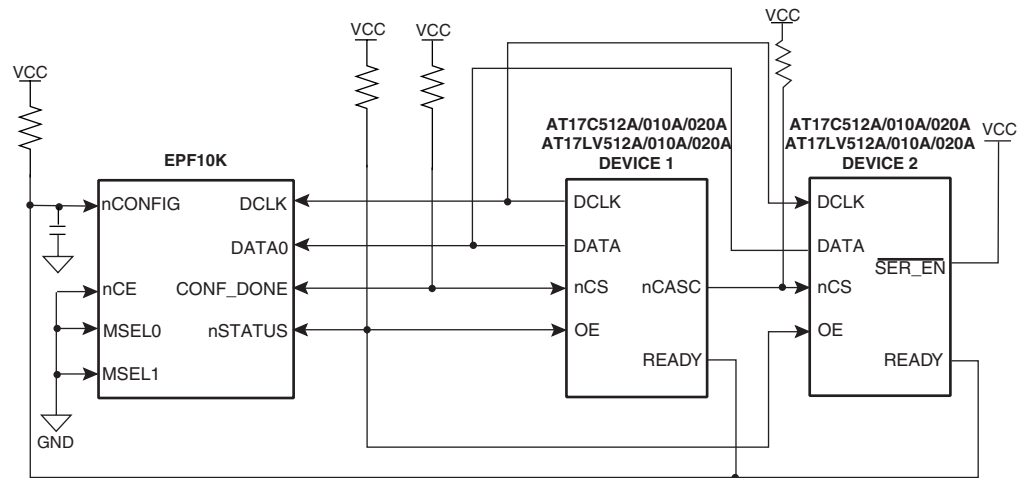 VCC
VCC
VCC
VCC
EPF10K
nCONFIG
DCLK
DATA0
nCE
CONF_DONE
MSEL0
nSTATUS
MSEL1
GND
AT17C512A/010A/020A
AT17LV512A/010A/020A
DEVICE 1
DCLK
DATA
nCS
nCASC
OE
READY
AT17C512A/010A/020A
AT17LV512A/010A/020A
DEVICE 2
VCC
DCLK
DATA
SER_EN
nCS
OE
READY